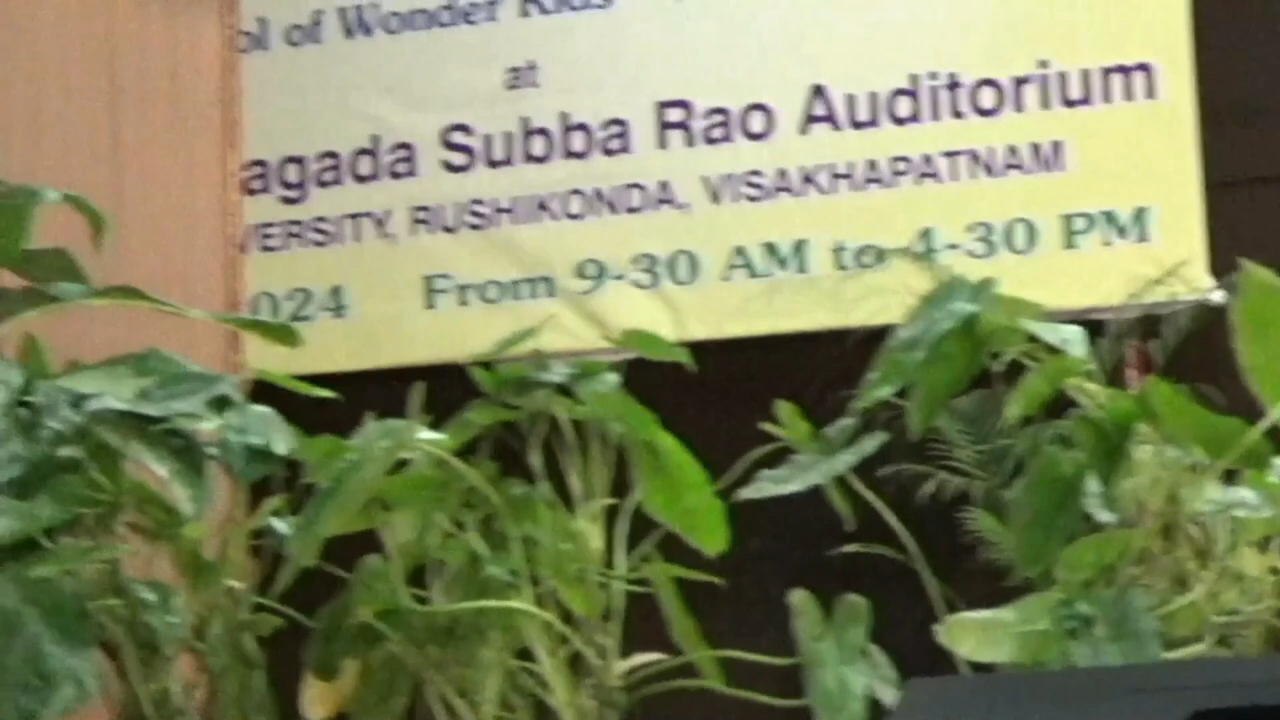 ol of Wonder Kids
at
agada Subba Rao Auditorium
VERSITY, RUSHIKONDA, VISAKHAPATNAM
024 From 9-30 AM to 4-30 PM